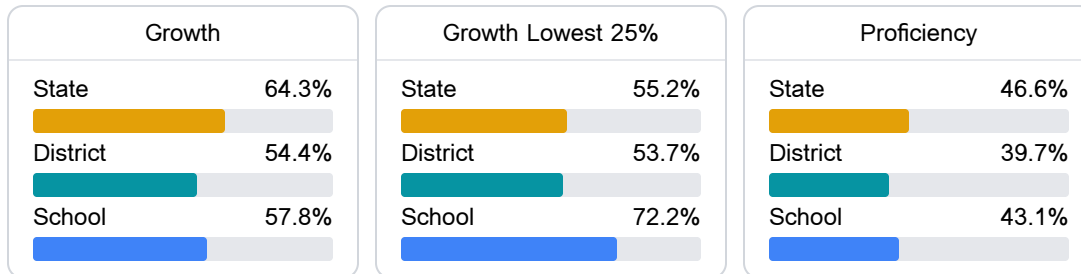 Growth
State 64.3%
District 54.4%
School 57.8%
Growth Lowest 25%
State 55.2%
District 53.7%
School 72.2%
Proficiency
State 46.6%
District 39.7%
School 43.1%